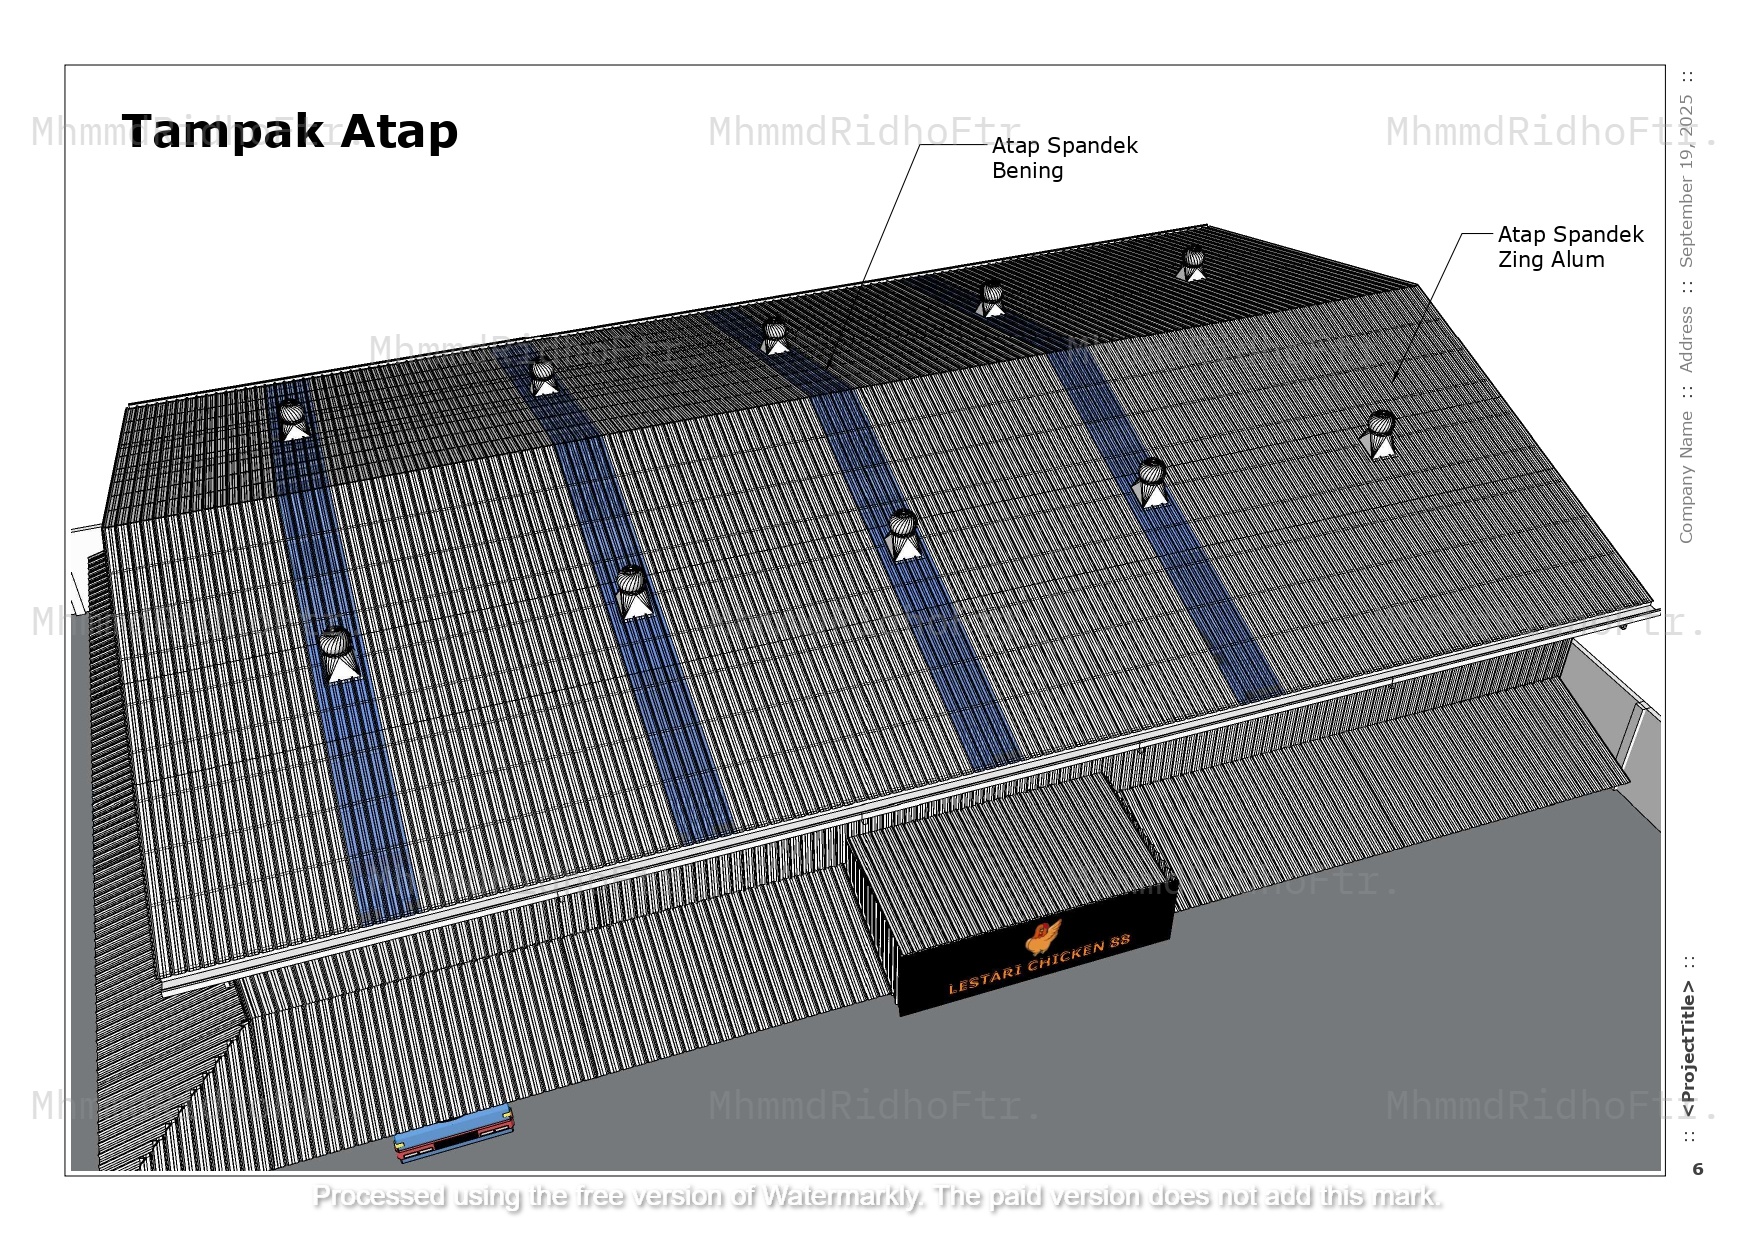 Tampak Atap
MhmmdRidhoFtr.
MhmmdRidhoFtr.
MhmmdRidhoFtr.
Atap Spandek
Bening
Atap Spandek
Zing Alum
LESTARI CHICKEN 88
MhmmdRidhoFtr.
MhmmdRidhoFtr.
MhmmdRidhoFtr.
:: <ProjectTitle> ::
Company Name :: Address :: September 19, 2025 ::
6
Processed using the free version of Watermarkly. The paid version does not add this mark.